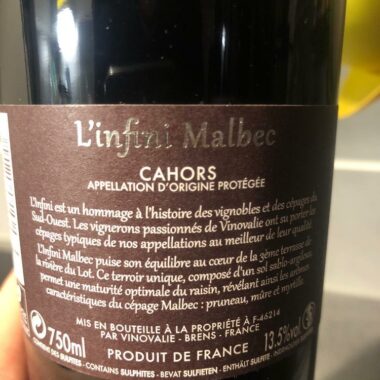 L'infini Malbec
CAHORS
APPELLATION D'ORIGINE PROTÉGÉE
L'infini est un hommage à l'histoire des vignobles et des cépages du
Sud-Ouest. Les vignerons passionnés de Vinovalie ont su porter les
cépages typiques de nos appellations au meilleur de leur qualité.
L'infini Malbec puise son équilibre au cœur de la 3ème terrasse de
la rivière du Lot. Ce terroir unique, composé d'un sol sablo-argileux,
permet une maturité optimale du raisin, révélant ainsi les arômes
caractéristiques du cépage Malbec : pruneau, mûre et myrtille.
MIS EN BOUTEILLE À LA PROPRIÉTÉ À F-46214
PAR VINOVALIE - BRENS - FRANCE
750ml
13.5%vol
PRODUIT DE FRANCE
SULFITES - CONTAINS SULPHITES - BEVAT SULFIETEN - ENTHÄLT SULFITE -